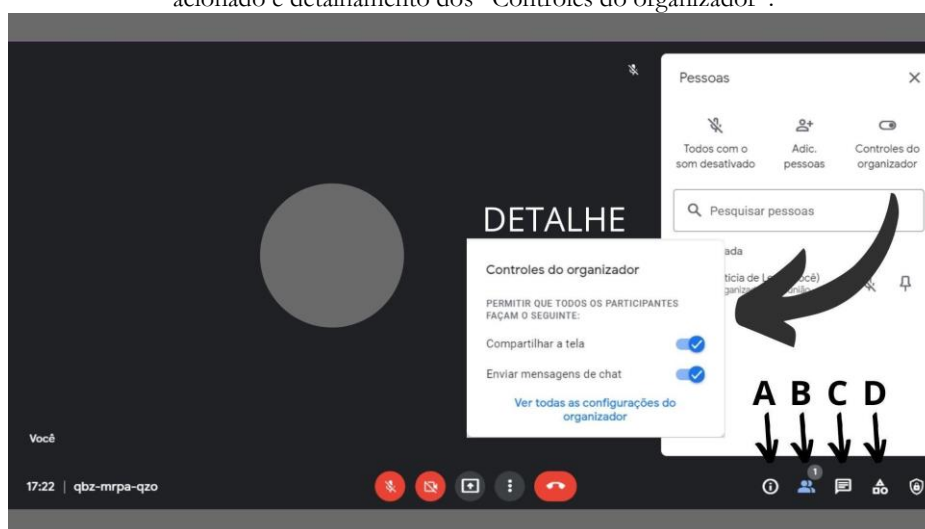 acionado e detalhamento dos "Controles do organizador".
Pessoas
Todos com o
som desativado
Adic.
pessoas
Controles do
organizador
Pesquisar pessoas
DETALHE
Controles do organizador
PERMITIR QUE TODOS OS PARTICIPANTES
FAÇAM O SEGUINTE:
Compartilhar a tela
Enviar mensagens de chat
Ver todas as configurações do
organizador
A B C D
Você
1
17:22 | qbz-mrpa-qzo